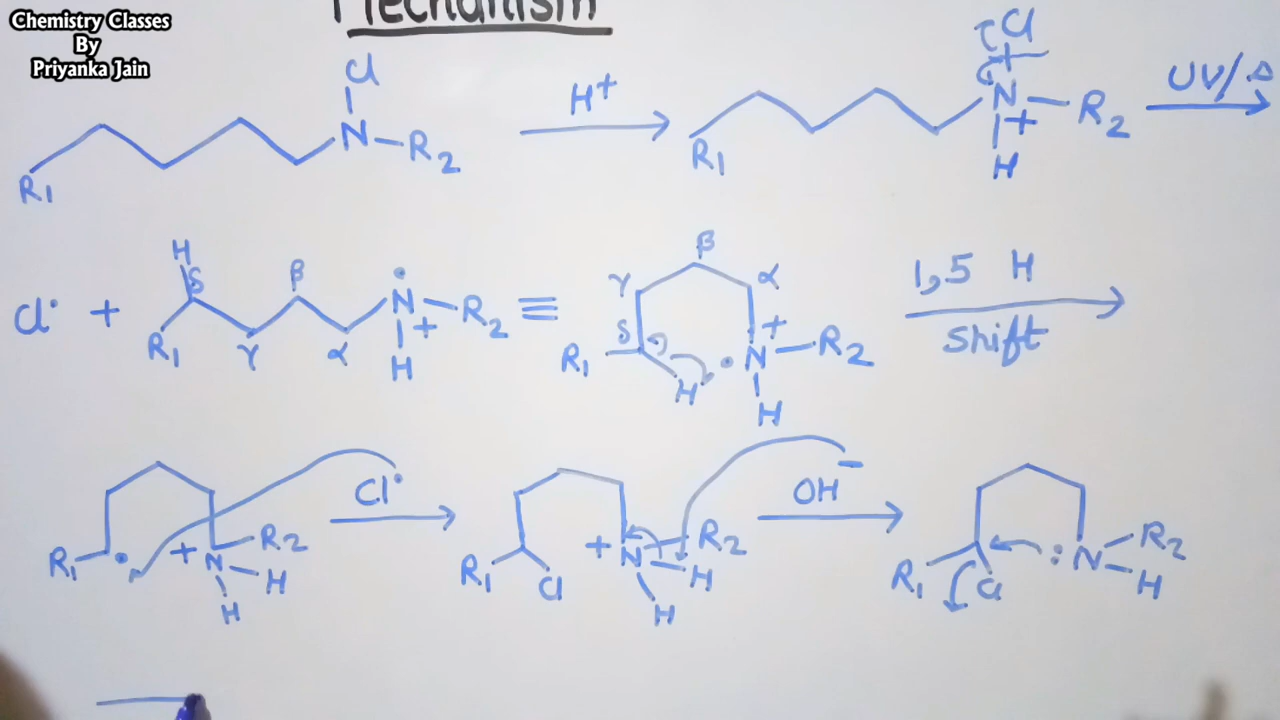 Mechanism
Chemistry Classes
By
Priyanka Jain
Cl
N
R2
R1
H+
Cl
N
+
R2
H
R1
UV/Δ
Cl• +
H
δ
β
γ
α
R1
•
N
+
R2
H
≡
β
γ
α
δ
R1
H
•
N
+
R2
H
1,5 H
Shift
R1
•
+
N
R2
H
H
Cl•
R1
Cl
+
N
R2
H
H
OH
–
R1
Cl
:N
R2
H